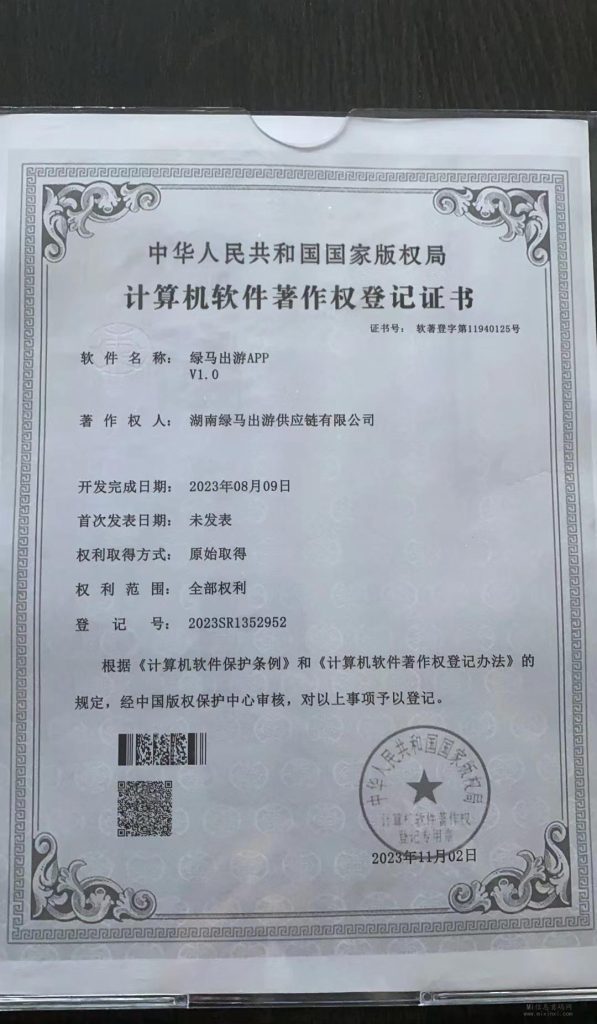 中华人民共和国国家版权局
计算机软件著作权登记证书
证书号： 软著登字第11940125号
软件名称： 绿马出游APP
V1.0
著作权人： 湖南绿马出游供应链有限公司
开发完成日期： 2023年08月09日
首次发表日期： 未发表
权利取得方式： 原始取得
权利范围： 全部权利
登记号： 2023SR1352952
根据《计算机软件保护条例》和《计算机软件著作权登记办法》的
规定，经中国版权保护中心审核，对以上事项予以登记。
中华人民共和国国家版权局
计算机软件著作权
登记专用章
2023年11月02日
www.mixinxi.com